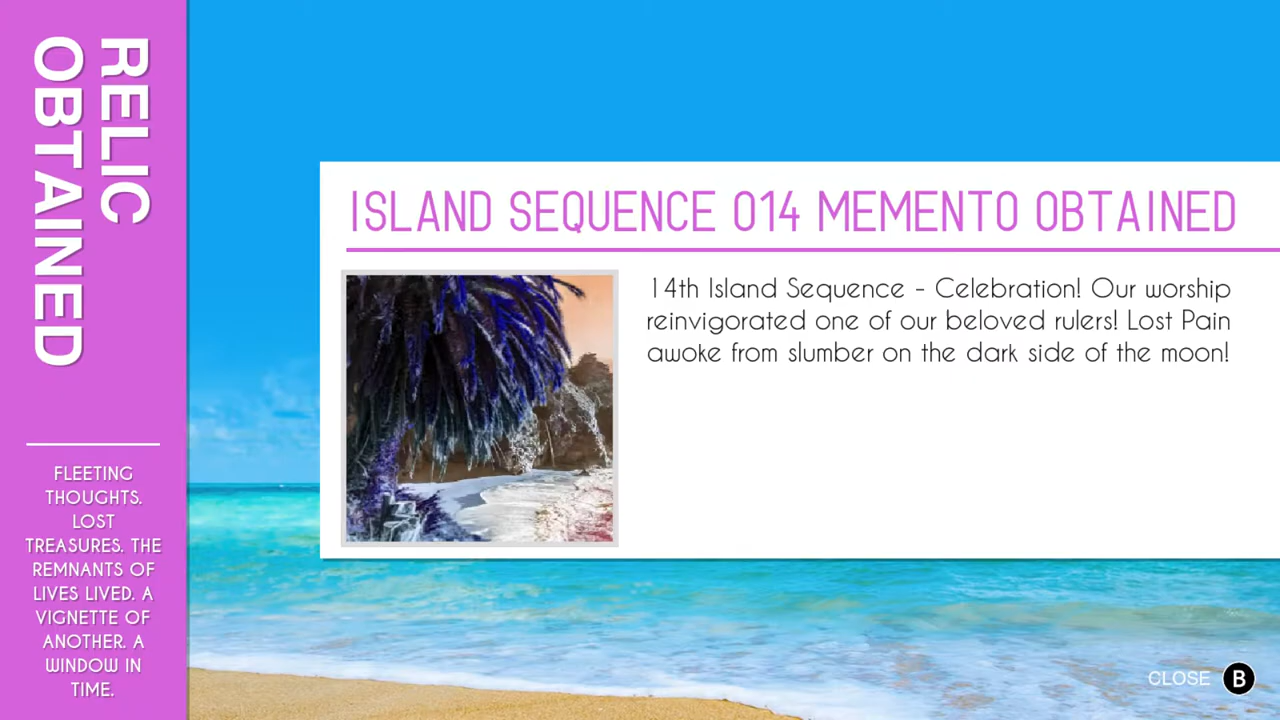 RELIC
OBTAINED
FLEETING
THOUGHTS.
LOST
TREASURES. THE
REMNANTS OF
LIVES LIVED. A
VIGNETTE OF
ANOTHER. A
WINDOW IN
TIME.
ISLAND SEQUENCE 014 MEMENTO OBTAINED
14th Island Sequence - Celebration! Our worship
reinvigorated one of our beloved rulers! Lost Pain
awoke from slumber on the dark side of the moon!
CLOSE B